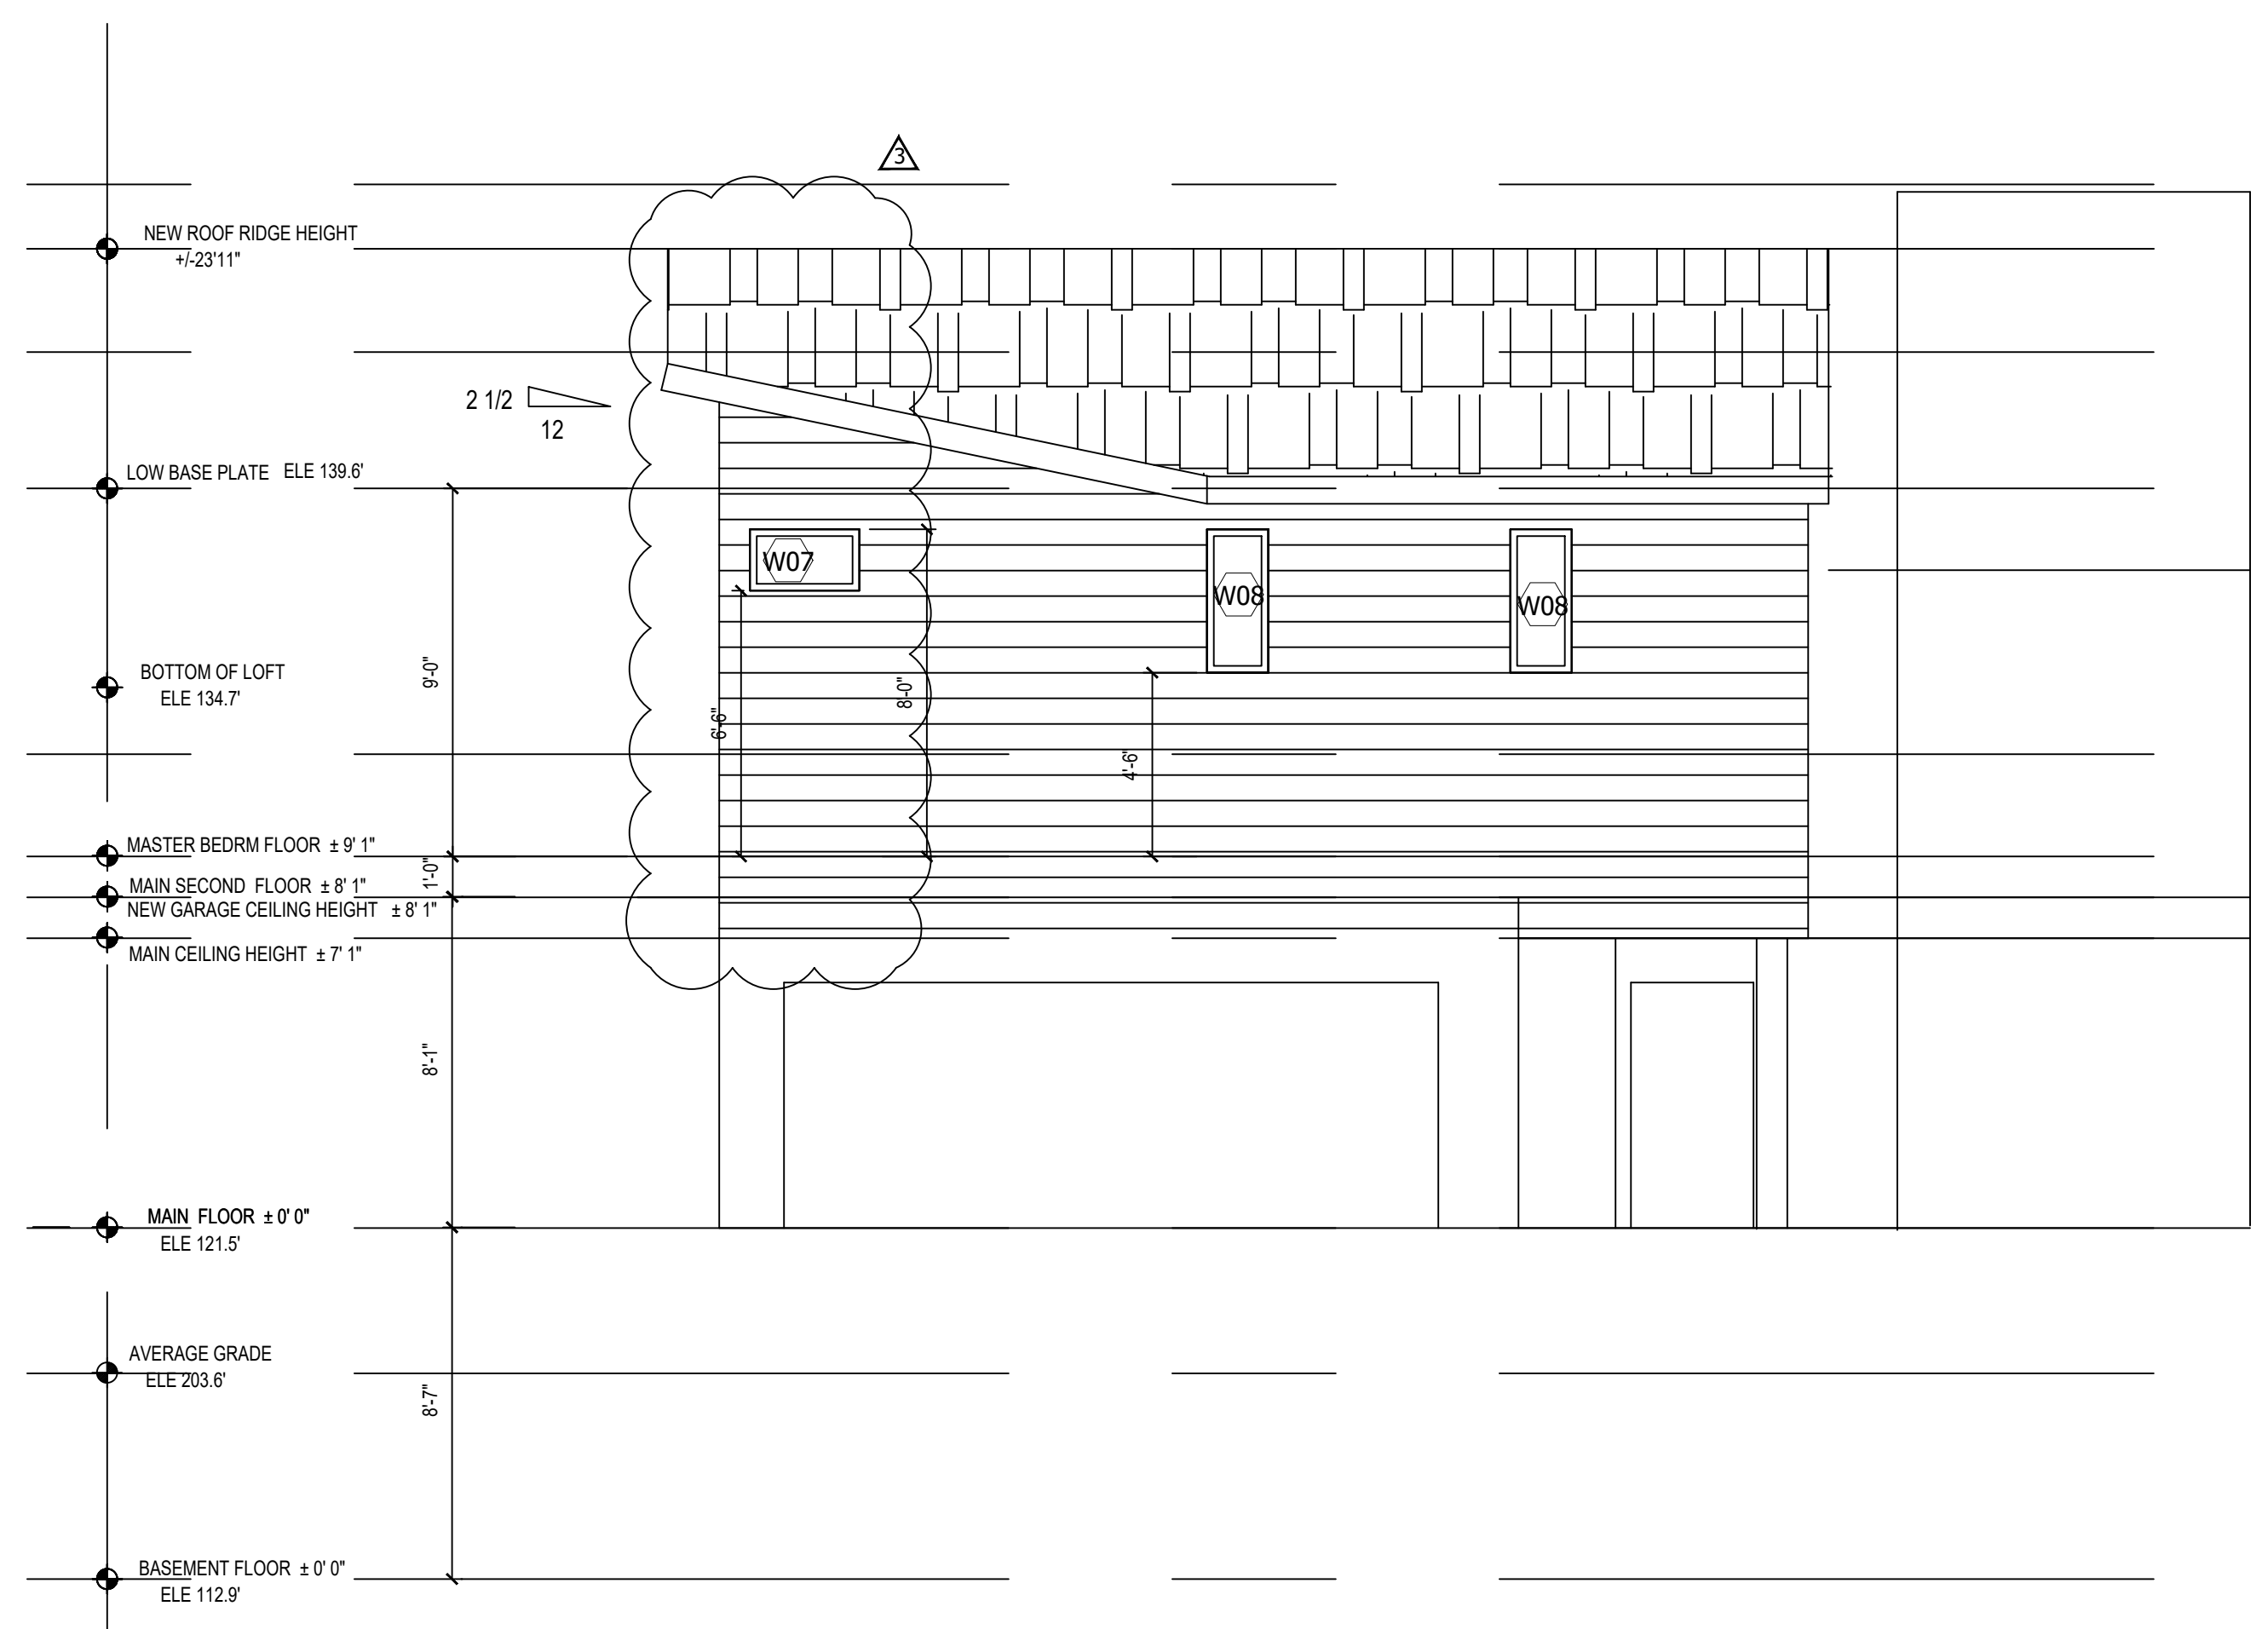 3
NEW ROOF RIDGE HEIGHT
+/-23'11"
2 1/2
12
LOW BASE PLATE ELE 139.6'
W07
W08
W08
BOTTOM OF LOFT
ELE 134.7'
9'-0"
8'-0"
6'-6"
4'-6"
MASTER BEDRM FLOOR ± 9' 1"
1'-0"
MAIN SECOND FLOOR ± 8' 1"
NEW GARAGE CEILING HEIGHT ± 8' 1"
MAIN CEILING HEIGHT ± 7' 1"
8'-1"
MAIN FLOOR ± 0' 0"
ELE 121.5'
AVERAGE GRADE
ELE 203.6'
8'-7"
BASEMENT FLOOR ± 0' 0"
ELE 112.9'